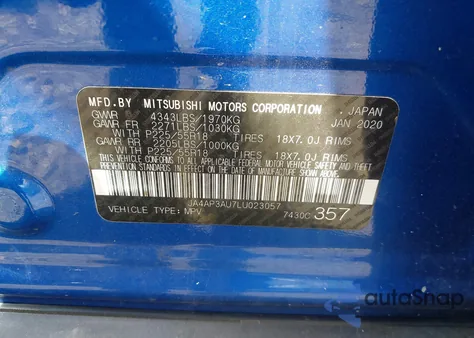 MFD.BY MITSUBISHI MOTORS CORPORATION , JAPAN
GVWR 4343LBS/1970KG JAN 2020
GAWR FR 2271LBS/1030KG
WITH P225/55R18 TIRES 18X7.0J RIMS
GAWR RR 2205LBS/1000KG
WITH P225/55R18 TIRES 18X7.0J RIMS
THIS VEHICLE CONFORMS TO ALL APPLICABLE
FEDERAL MOTOR VEHICLE SAFETY AND THEFT
PREVENTION STANDARDS IN EFFECT ON THE DATE
OF MANUFACTURE SHOWN ABOVE.
JA4AP3AU7LU023057
VEHICLE TYPE: MPV 7430C 357
autoSnap